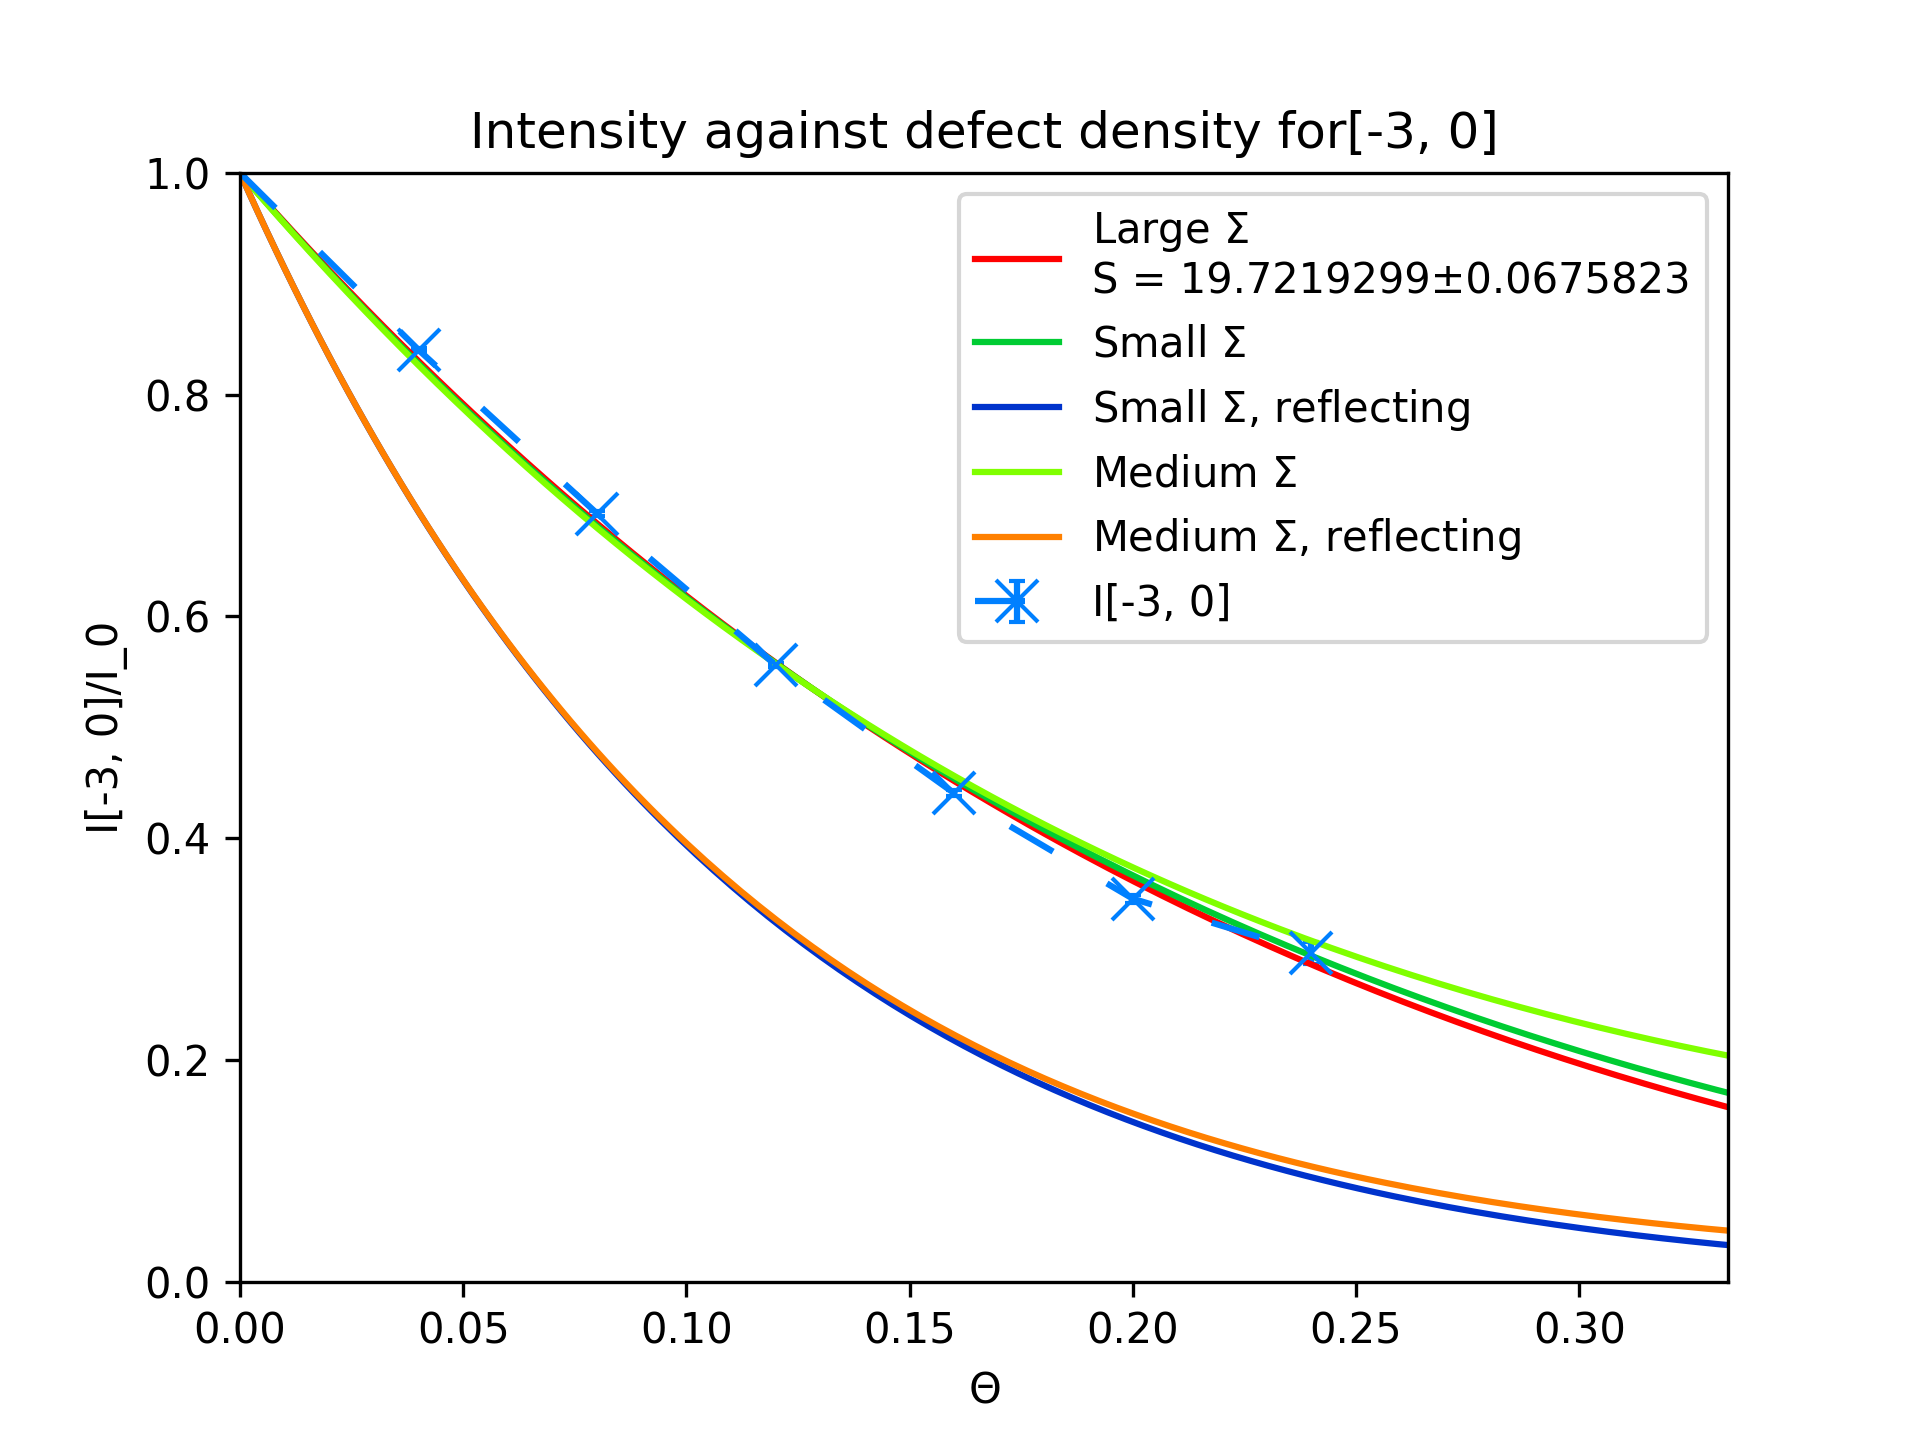 Intensity against defect density for[-3, 0]
I[-3, 0]/I_0
1.0
0.8
0.6
0.4
0.2
0.0
Large Σ
S = 19.7219299±0.0675823
Small Σ
Small Σ, reflecting
Medium Σ
Medium Σ, reflecting
I[-3, 0]
0.00 0.05 0.10 0.15 0.20 0.25 0.30
Θ